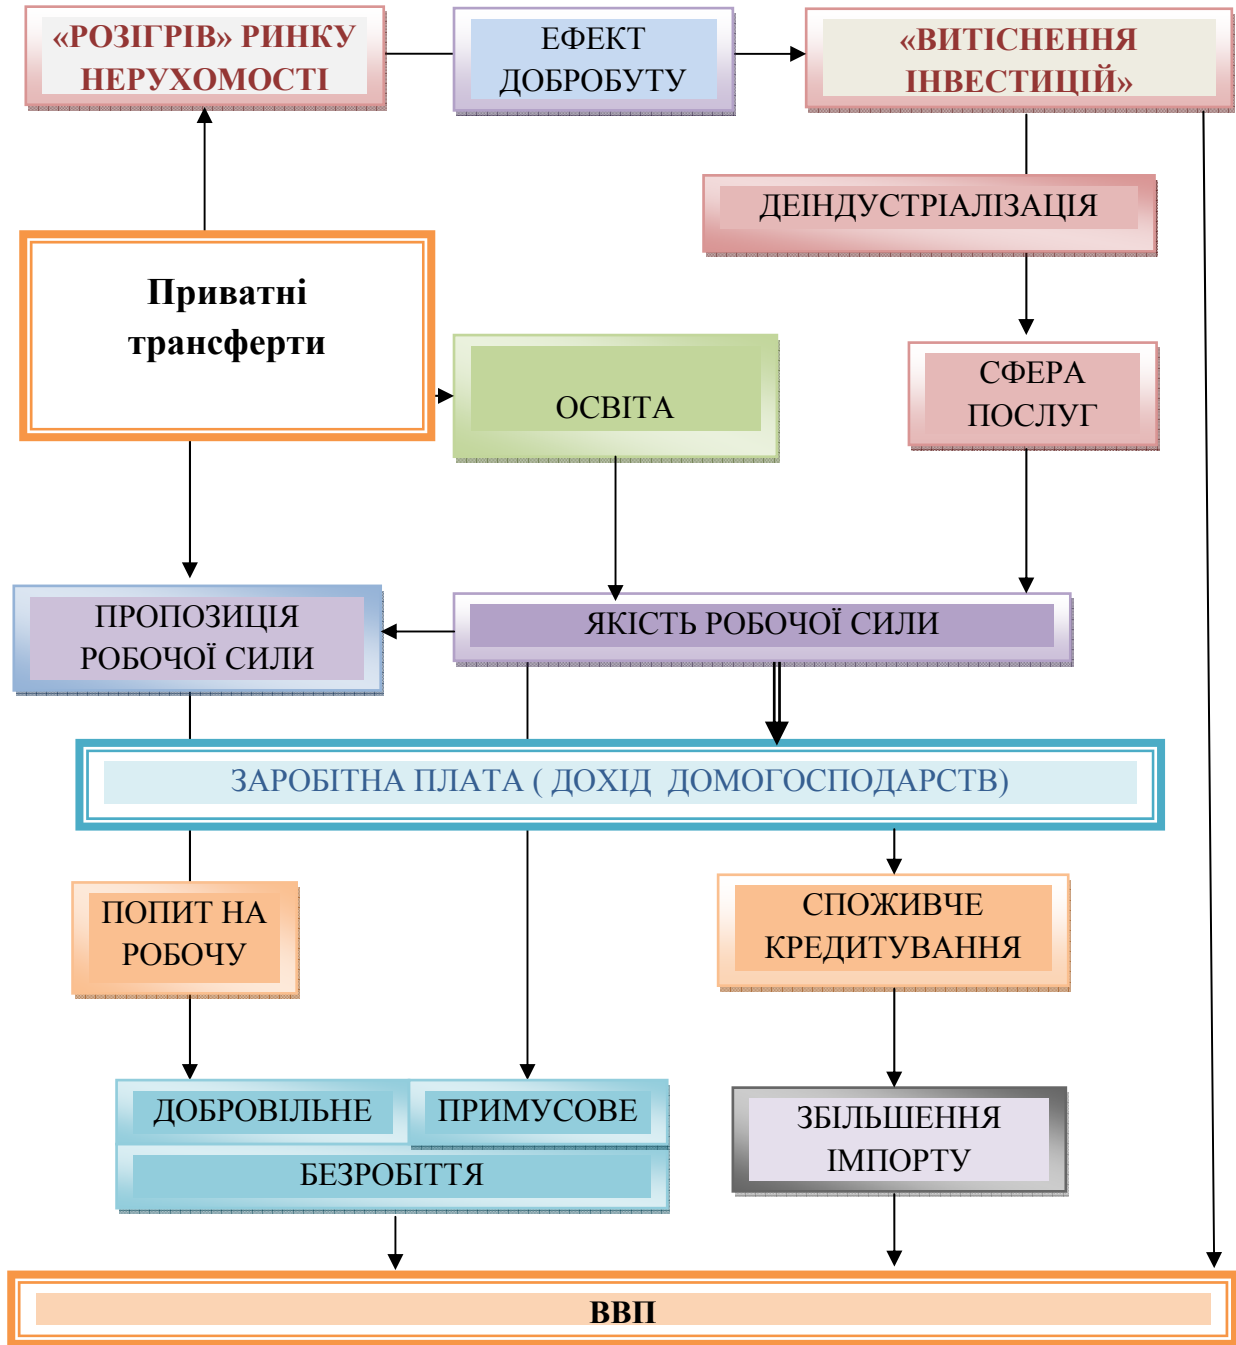 «РОЗІГРІВ» РИНКУ
НЕРУХОМОСТІ
ЕФЕКТ
ДОБРОБУТУ
«ВИТІСНЕННЯ
ІНВЕСТИЦІЙ»
ДЕІНДУСТРІАЛІЗАЦІЯ
Приватні
трансферти
ОСВІТА
СФЕРА
ПОСЛУГ
ПРОПОЗИЦІЯ
РОБОЧОЇ СИЛИ
ЯКІСТЬ РОБОЧОЇ СИЛИ
ЗАРОБІТНА ПЛАТА ( ДОХІД ДОМОГОСПОДАРСТВ)
ПОПИТ НА
РОБОЧУ
СПОЖИВЧЕ
КРЕДИТУВАННЯ
ДОБРОВІЛЬНЕ
ПРИМУСОВЕ
БЕЗРОБІТТЯ
ЗБІЛЬШЕННЯ
ІМПОРТУ
ВВП